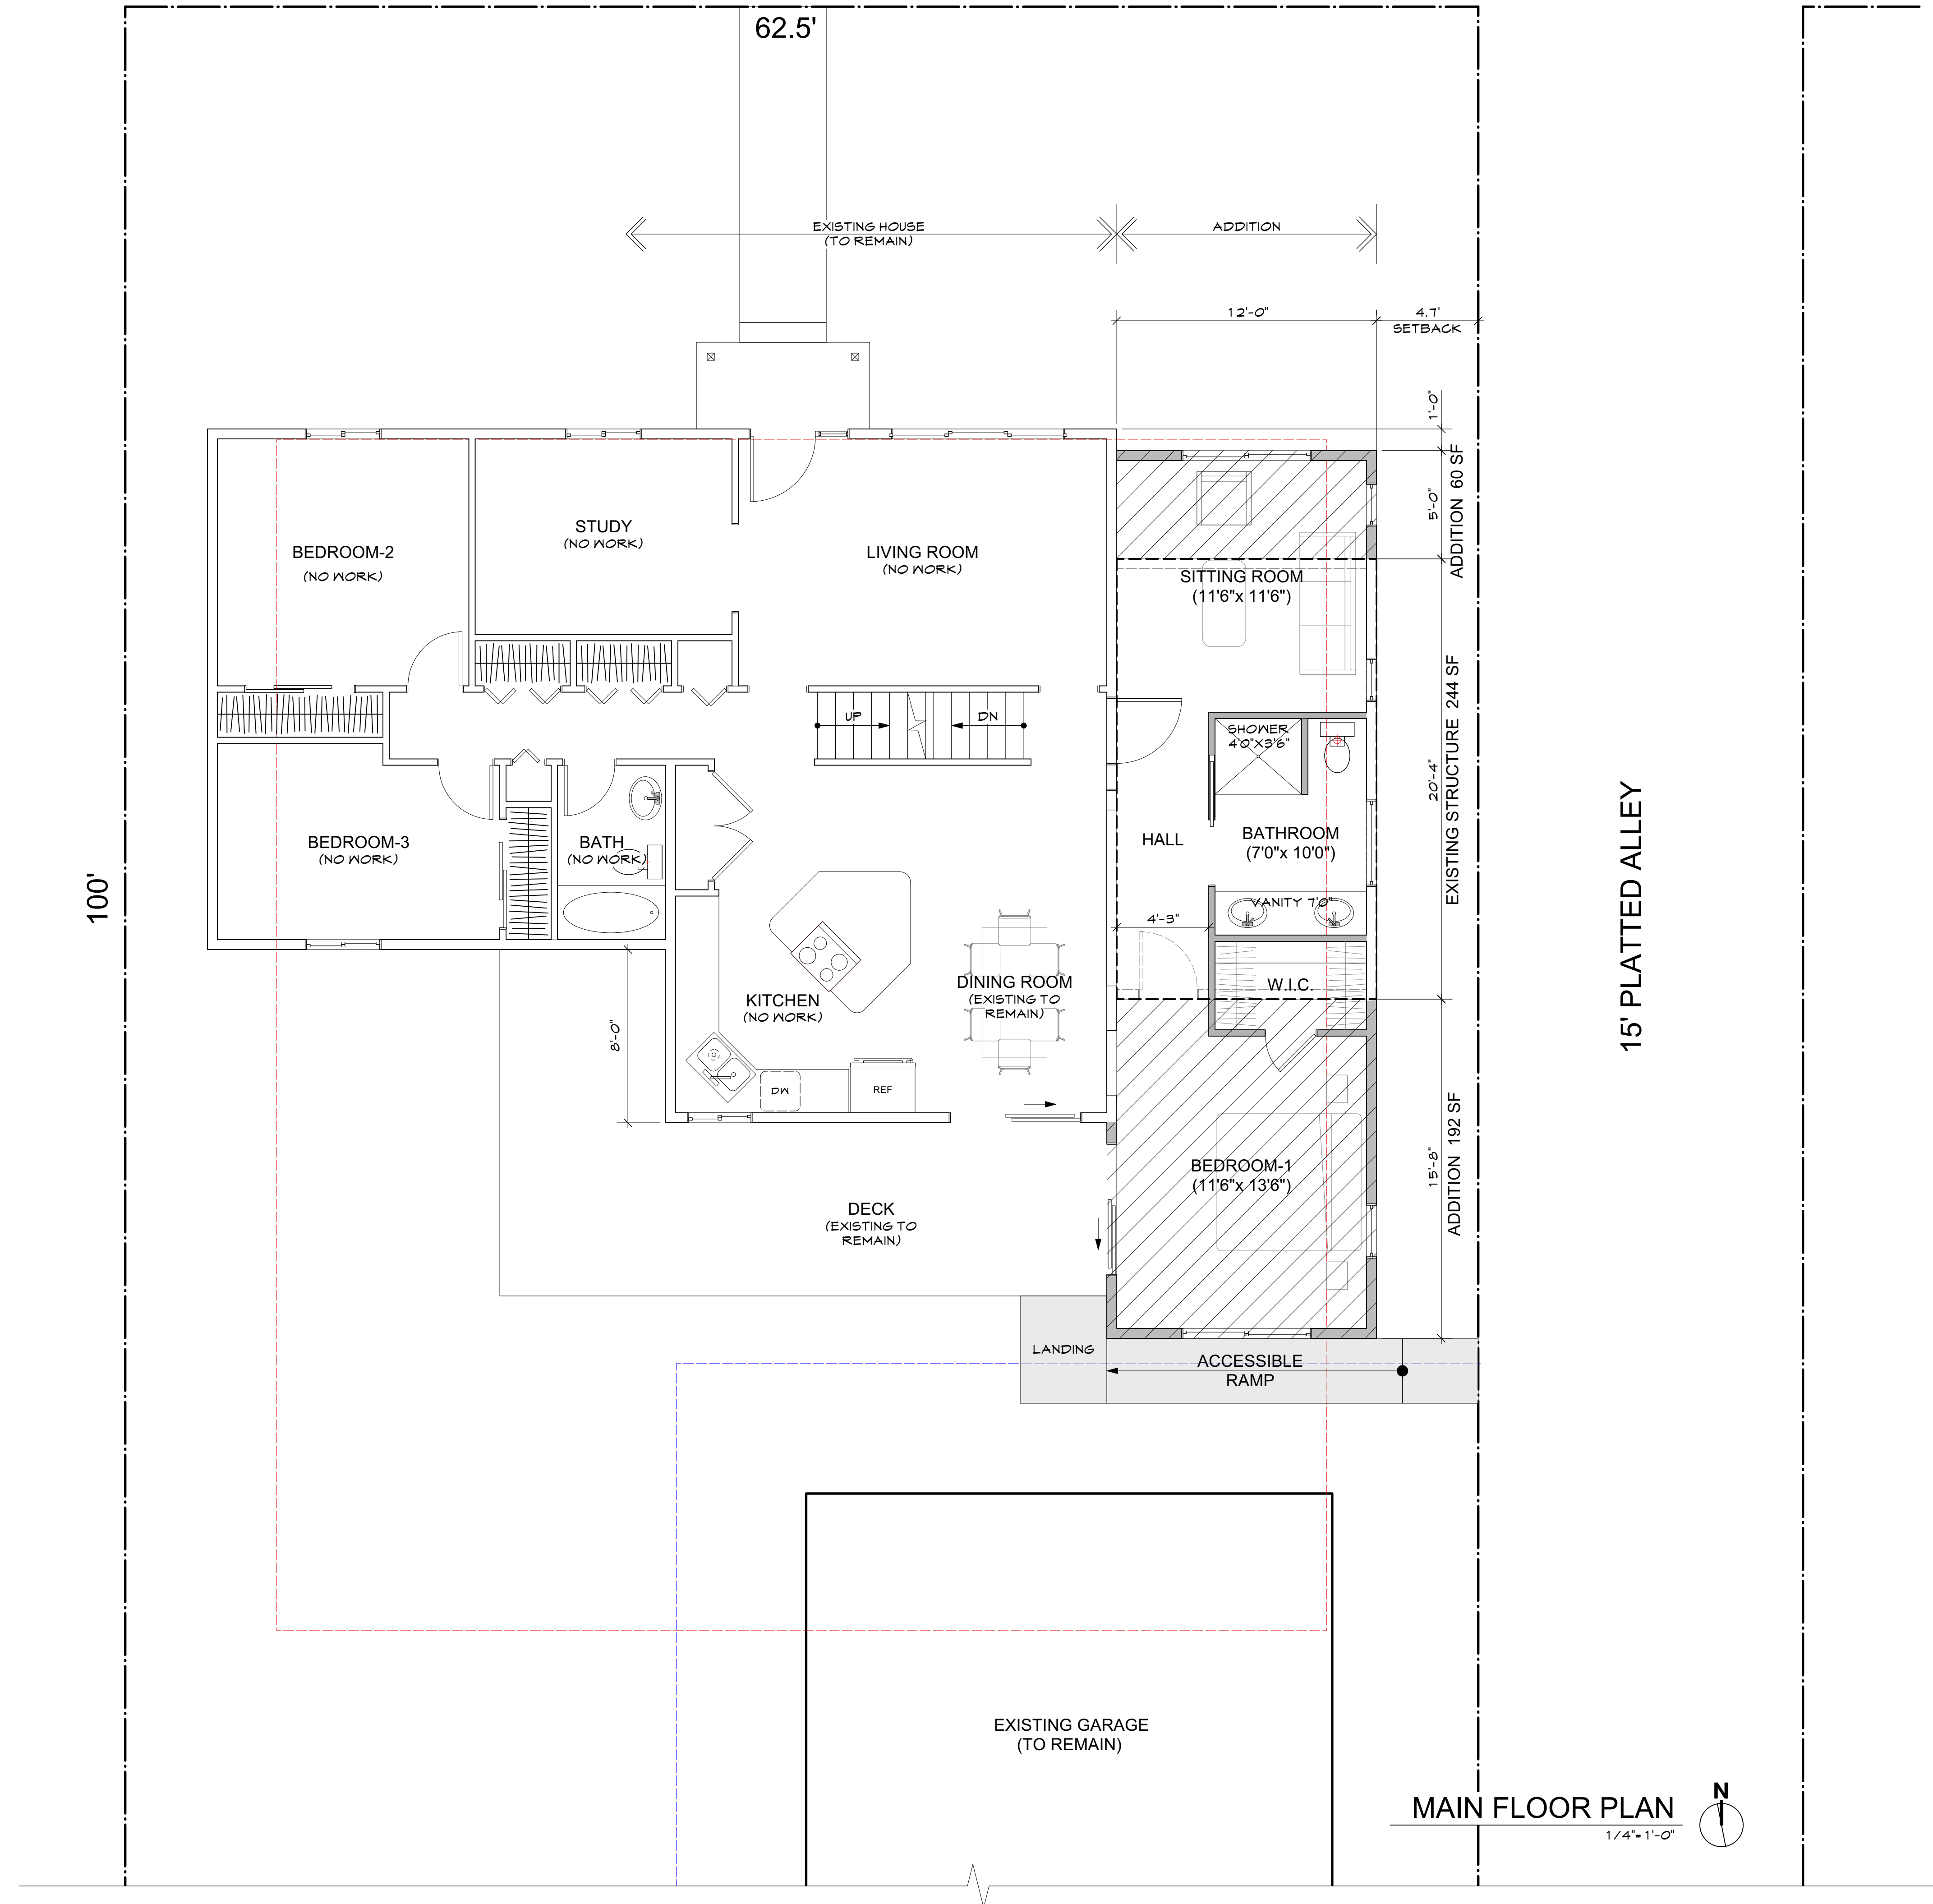 62.5'
EXISTING HOUSE
(TO REMAIN)
ADDITION
12'-0"
4.7'
SETBACK
1'-0"
5'-0"
ADDITION 60 SF
BEDROOM-2
(NO WORK)
STUDY
(NO WORK)
LIVING ROOM
(NO WORK)
SITTING ROOM
(11'6"x 11'6")
UP
DN
SHOWER
4'0"X3'6"
20'-4"
EXISTING STRUCTURE 244 SF
BEDROOM-3
(NO WORK)
BATH
(NO WORK)
HALL
BATHROOM
(7'0"x 10'0")
VANITY 7'0"
4'-3"
100'
15' PLATTED ALLEY
KITCHEN
(NO WORK)
DINING ROOM
(EXISTING TO
REMAIN)
W.I.C.
8'-0"
DW
REF
BEDROOM-1
(11'6"x 13'6")
15'-8"
ADDITION 192 SF
DECK
(EXISTING TO
REMAIN)
LANDING
ACCESSIBLE
RAMP
EXISTING GARAGE
(TO REMAIN)
MAIN FLOOR PLAN
1/4"=1'-0"
N